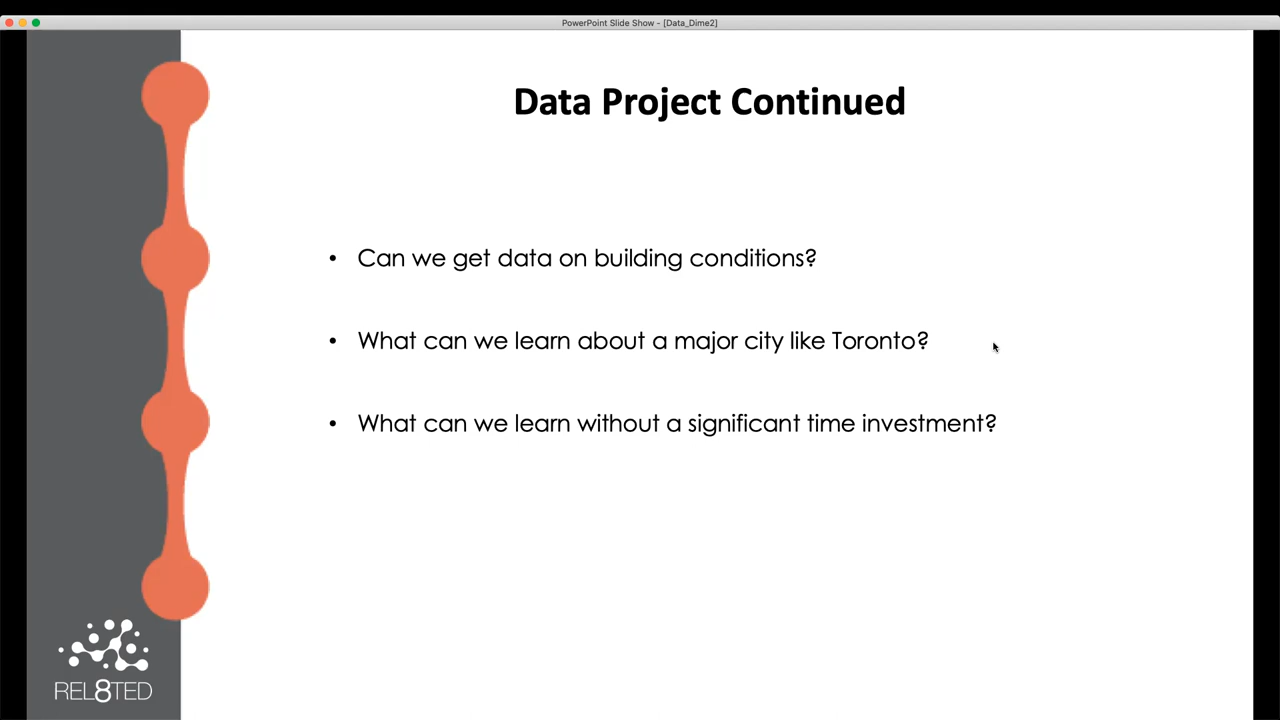 PowerPoint Slide Show - [Data_Dime2]
Data Project Continued
• Can we get data on building conditions?
• What can we learn about a major city like Toronto?
• What can we learn without a significant time investment?
REL8TED